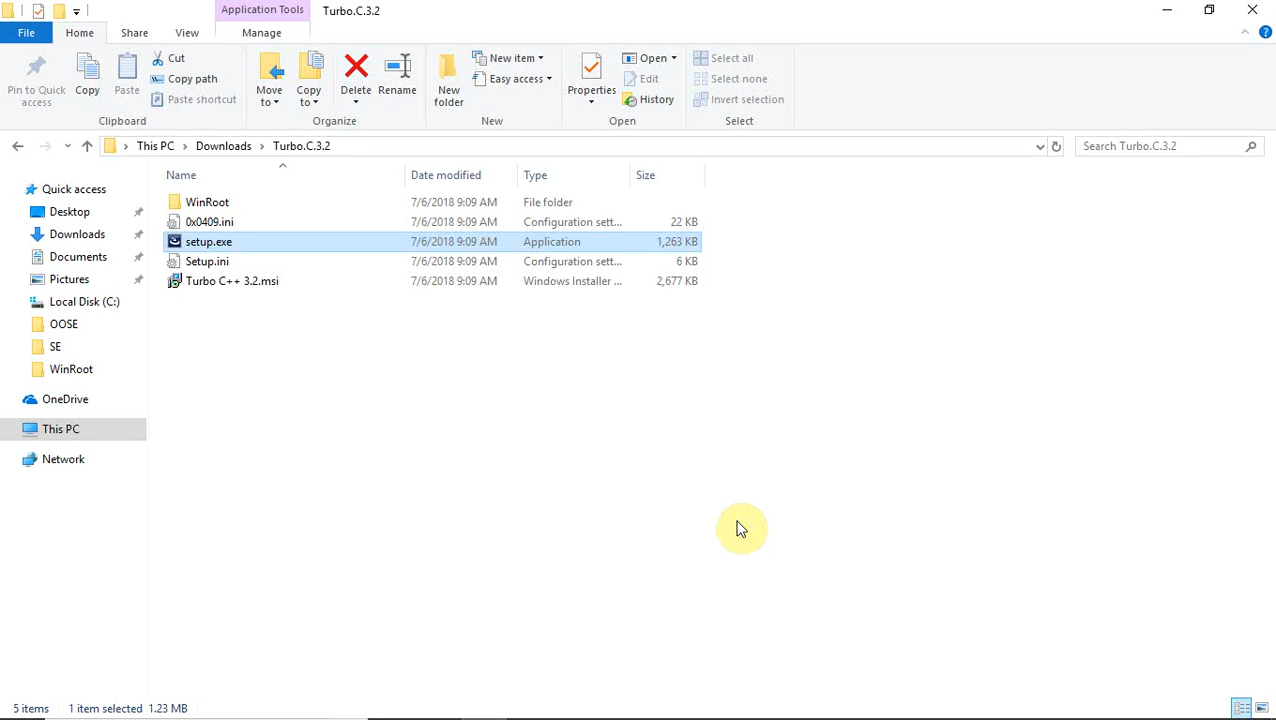 Application Tools Turbo.C.3.2
File Home Share View Manage
Pin to Quick access
Copy
Paste
Cut
Copy path
Paste shortcut
Clipboard
Move to
Copy to
Delete
Rename
Organize
New folder
New item
Easy access
New
Properties
Open
Edit
History
Open
Select all
Select none
Invert selection
Select
This PC Downloads Turbo.C.3.2
Search Turbo.C.3.2
Quick access
Desktop
Downloads
Documents
Pictures
Local Disk (C:)
OOSE
SE
WinRoot
OneDrive
This PC
Network
Name Date modified Type Size
WinRoot 7/6/2018 9:09 AM File folder
0x0409.ini 7/6/2018 9:09 AM Configuration sett... 22 KB
setup.exe 7/6/2018 9:09 AM Application 1,263 KB
Setup.ini 7/6/2018 9:09 AM Configuration sett... 6 KB
Turbo C++ 3.2.msi 7/6/2018 9:09 AM Windows Installer ... 2,677 KB
5 items 1 item selected 1.23 MB